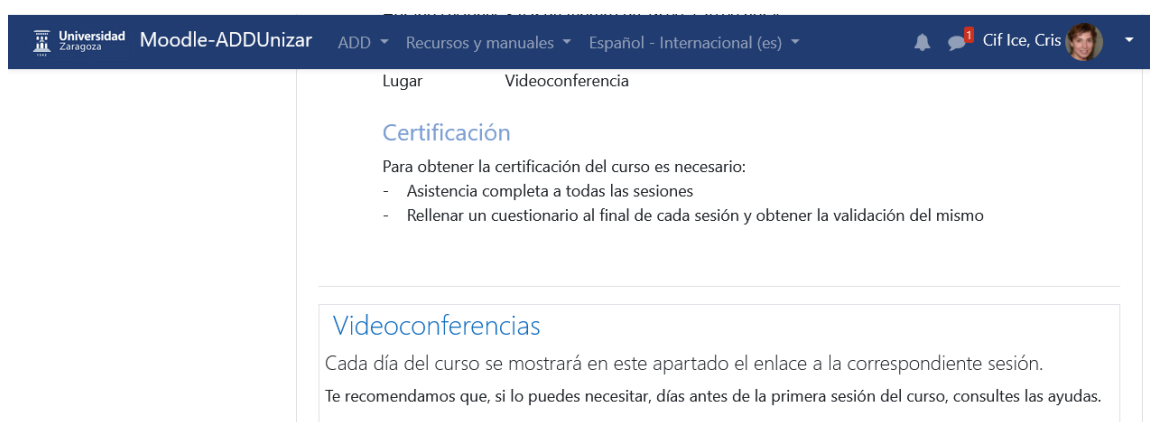 Universidad
Zaragoza
Moodle-ADDUnizar
ADD
Recursos y manuales
Español - Internacional (es)
1
Cif Ice, Cris
Lugar Videoconferencia
Certificación
Para obtener la certificación del curso es necesario:
- Asistencia completa a todas las sesiones
- Rellenar un cuestionario al final de cada sesión y obtener la validación del mismo
Videoconferencias
Cada día del curso se mostrará en este apartado el enlace a la correspondiente sesión.
Te recomendamos que, si lo puedes necesitar, días antes de la primera sesión del curso, consultes las ayudas.